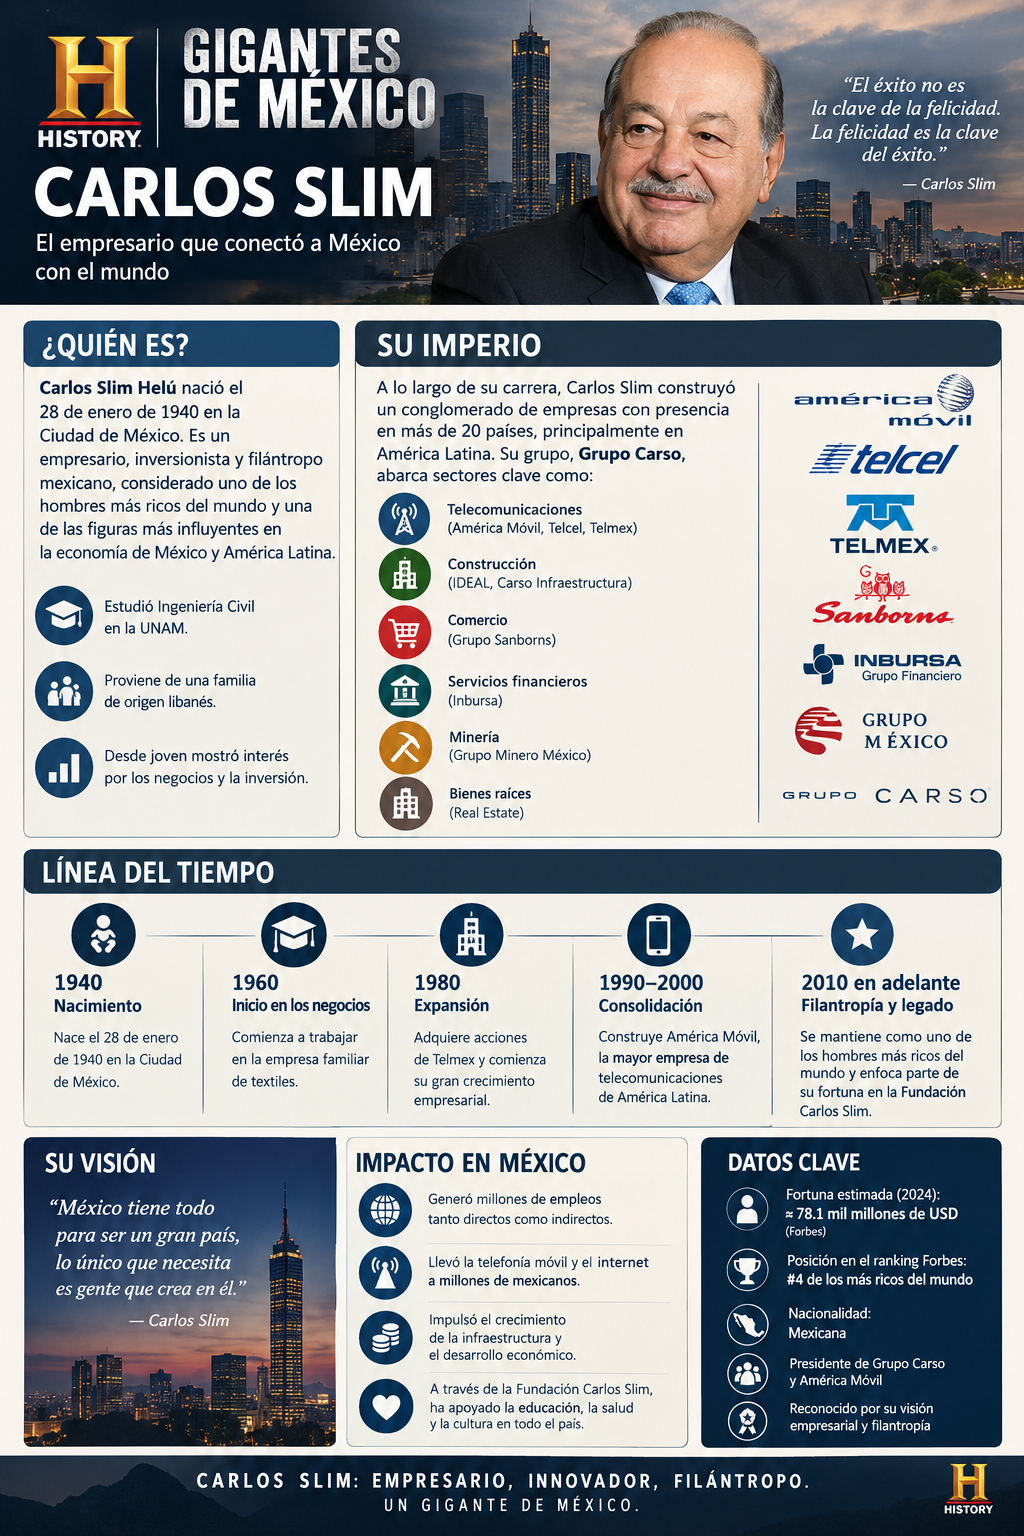 H
HISTORY
GIGANTES
DE MÉXICO
CARLOS SLIM
El empresario que conectó a México
con el mundo
“El éxito no es
la clave de la felicidad.
La felicidad es la clave
del éxito.”
— Carlos Slim
¿QUIÉN ES?
Carlos Slim Helú nació el
28 de enero de 1940 en la
Ciudad de México. Es un
empresario, inversionista y filántropo
mexicano, considerado uno de los
hombres más ricos del mundo y una
de las figuras más influyentes en
la economía de México y América Latina.
Estudió Ingeniería Civil
en la UNAM.
Proviene de una familia
de origen libanés.
Desde joven mostró interés
por los negocios y la inversión.
SU IMPERIO
A lo largo de su carrera, Carlos Slim construyó
un conglomerado de empresas con presencia
en más de 20 países, principalmente en
América Latina. Su grupo, Grupo Carso,
abarca sectores clave como:
Telecomunicaciones
(América Móvil, Telcel, Telmex)
Construcción
(IDEAL, Carso Infraestructura)
Comercio
(Grupo Sanborns)
Servicios financieros
(Inbursa)
Minería
(Grupo Minero México)
Bienes raíces
(Real Estate)
américa
móvil
telcel
TELMEX®
Sanborns
INBURSA
Grupo Financiero
GRUPO
MÉXICO
GRUPO CARSO
LÍNEA DEL TIEMPO
1940
Nacimiento
Nace el 28 de enero
de 1940 en la Ciudad
de México.
1960
Inicio en los negocios
Comienza a trabajar
en la empresa familiar
de textiles.
1980
Expansión
Adquiere acciones
de Telmex y comienza
su gran crecimiento
empresarial.
1990–2000
Consolidación
Construye América Móvil,
la mayor empresa de
telecomunicaciones
de América Latina.
2010 en adelante
Filantropía y legado
Se mantiene como uno de
los hombres más ricos del
mundo y enfoca parte de
su fortuna en la Fundación
Carlos Slim.
SU VISIÓN
“México tiene todo
para ser un gran país,
lo único que necesita
es gente que crea en él.”
— Carlos Slim
IMPACTO EN MÉXICO
Generó millones de empleos
tanto directos como indirectos.
Llevó la telefonía móvil y el internet
a millones de mexicanos.
Impulsó el crecimiento
de la infraestructura y
el desarrollo económico.
A través de la Fundación Carlos Slim,
ha apoyado la educación, la salud
y la cultura en todo el país.
DATOS CLAVE
Fortuna estimada (2024):
≈ 78.1 mil millones de USD
(Forbes)
Posición en el ranking Forbes:
#4 de los más ricos del mundo
Nacionalidad:
Mexicana
Presidente de Grupo Carso
y América Móvil
Reconocido por su visión
empresarial y filantropía
CARLOS SLIM: EMPRESARIO, INNOVADOR, FILÁNTROPO.
UN GIGANTE DE MÉXICO.
H
HISTORY